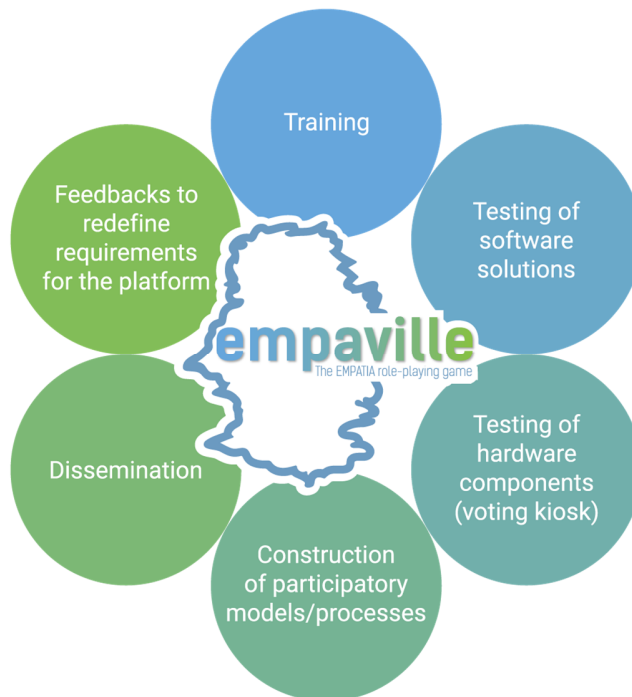 Training
Testing of
software
solutions
Testing of
hardware
components
(voting kiosk)
Construction
of participatory
models/processes
Dissemination
Feedbacks to
redefine
requirements
for the platform
empaville
The EMPATIA role-playing game